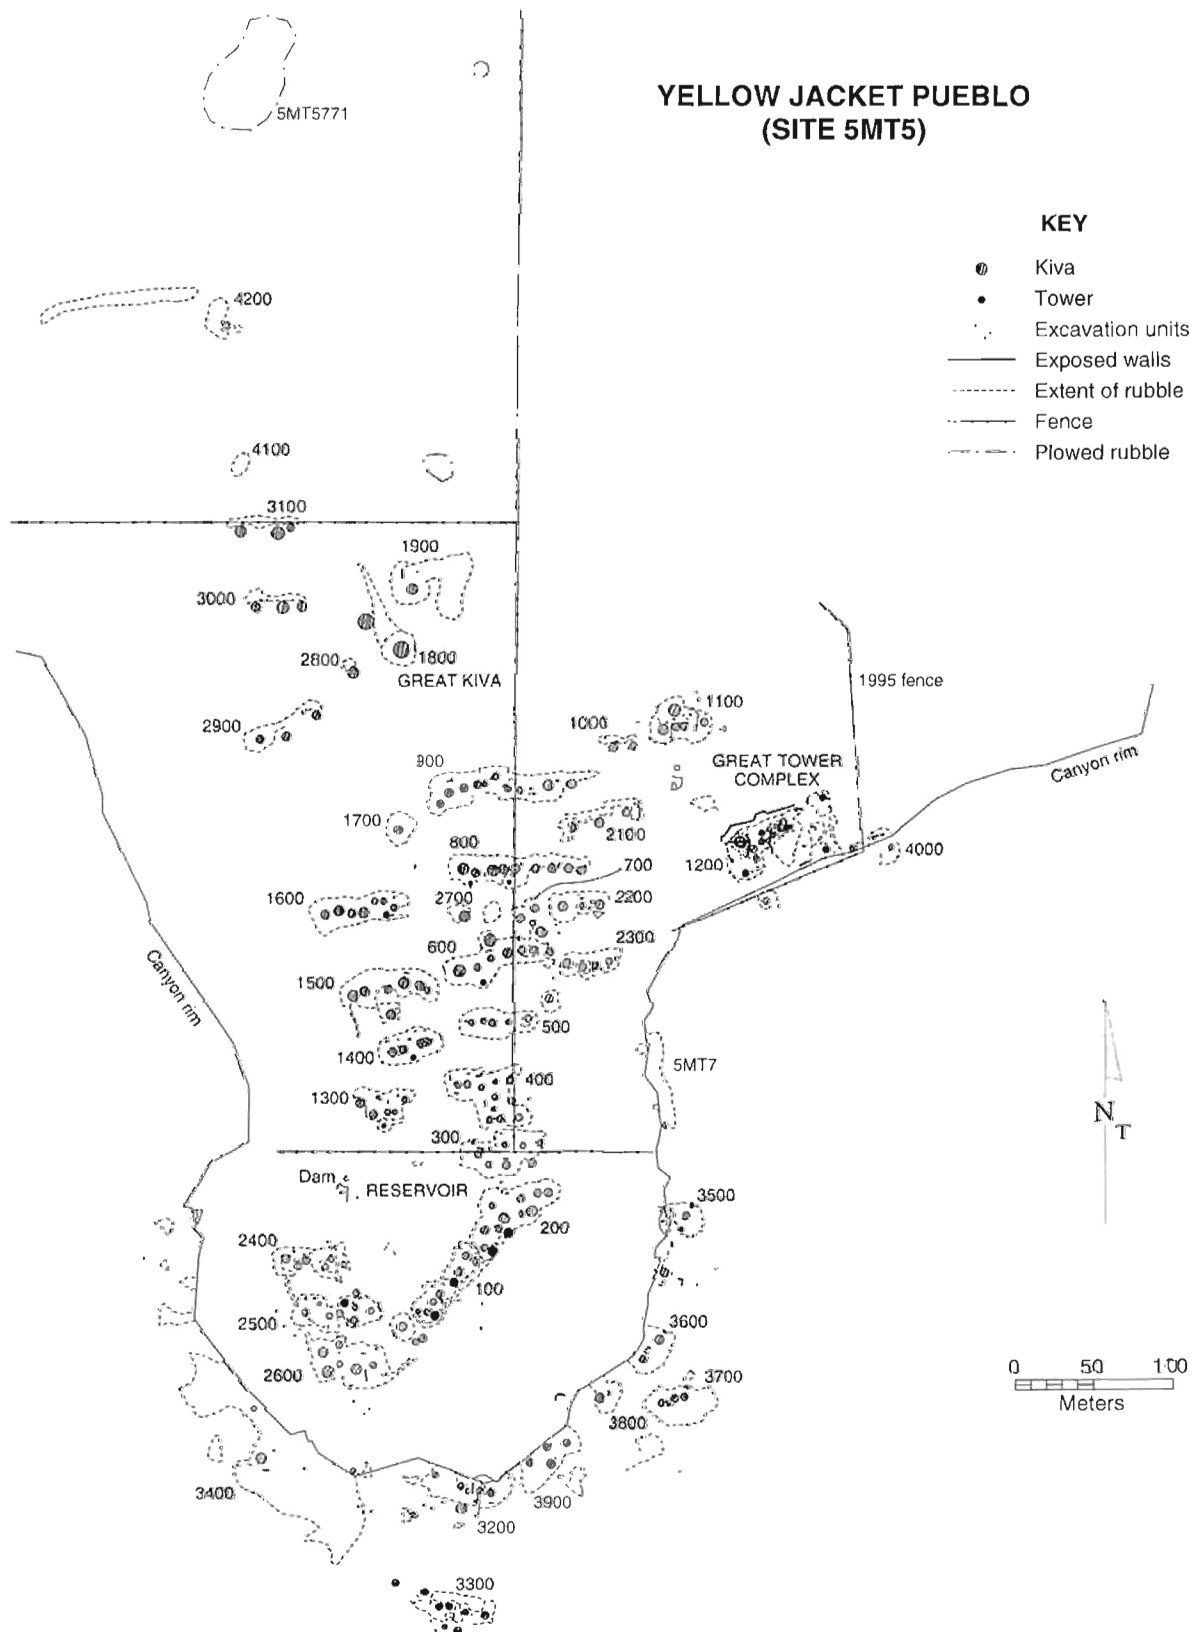 YELLOW JACKET PUEBLO
(SITE 5MT5)
KEY
Kiva
Tower
Excavation units
Exposed walls
Extent of rubble
Fence
Plowed rubble
5MT5771
4200
4100
3100
1900
3000
2800
1800
GREAT KIVA
1995 fence
2900
1100
1000
Canyon rim
GREAT TOWER
COMPLEX
900
1700
2100
800
700
1200
4000
1600
2700
2200
600
2300
Canyon rim
1500
500
1400
5MT7
400
1300
300
N
T
Dam
RESERVOIR
3500
200
2400
100
2500
3600
2600
3700
0 50 100
Meters
3800
3400
3900
3200
3300